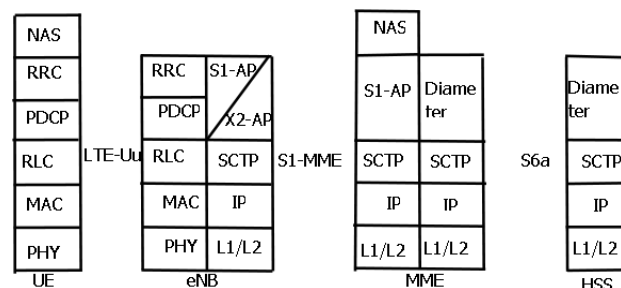 NAS
RRC
PDCP
RLC
MAC
PHY
UE
LTE-Uu
RRC
PDCP
RLC
MAC
PHY
S1-AP
X2-AP
SCTP
IP
L1/L2
eNB
S1-MME
NAS
S1-AP
SCTP
IP
L1/L2
Diame
ter
SCTP
IP
L1/L2
MME
S6a
Diame
ter
SCTP
IP
L1/L2
HSS